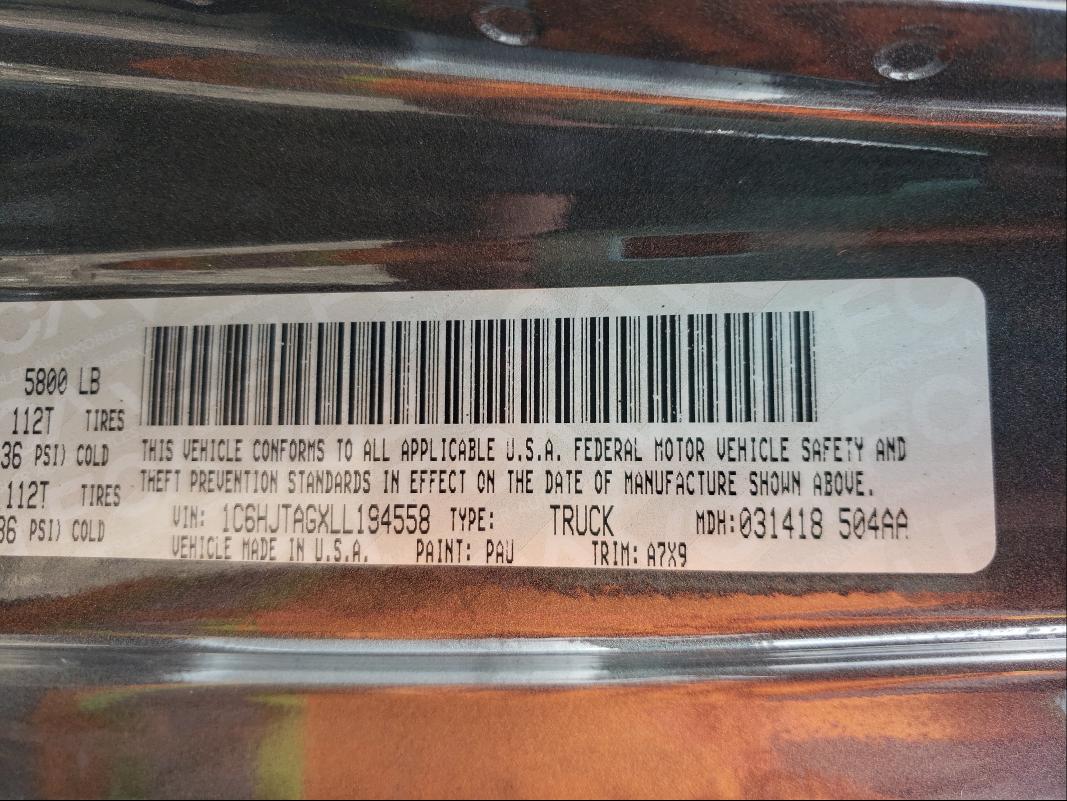 5800 LB
112T TIRES
36 PSI) COLD
112T TIRES
36 PSI) COLD
THIS VEHICLE CONFORMS TO ALL APPLICABLE U.S.A. FEDERAL MOTOR VEHICLE SAFETY AND
THEFT PREVENTION STANDARDS IN EFFECT ON THE DATE OF MANUFACTURE SHOWN ABOVE.
VIN: 1C6HJTAGXLL194558 TYPE: TRUCK MDH:031418 504AA
VEHICLE MADE IN U.S.A. PAINT: PAU TRIM: A7X9